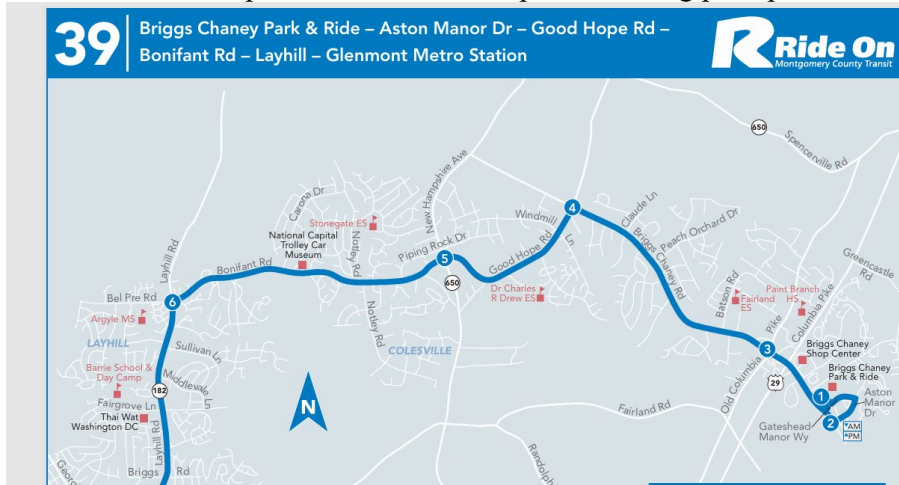 39
Briggs Chaney Park & Ride – Aston Manor Dr – Good Hope Rd –
Bonifant Rd – Layhill – Glenmont Metro Station
Ride On
Montgomery County Transit
650
Spencerville Rd
New Hampshire Ave
Carona Dr
Stonegate ES
Notley Rd
National Capital
Trolley Car
Museum
Windmill
Ln
4
Claude Ln
Peach Orchard Dr
Briggs Chaney Rd
Layhill Rd
Bonifant Rd
Piping Rock Dr
5
650
Good Hope Rd
Dr Charles
R Drew ES
Greencastle
Rd
Bel Pre Rd
6
Argyle MS
LAYHILL
Sullivan Ln
Notley Rd
COLESVILLE
Batson Rd
Fairland
ES
Paint Branch
HS
Columbia Pike
Old Columbia Pike
3
29
Briggs Chaney
Shop Center
Briggs Chaney
Park & Ride
Barrie School &
Day Camp
Middlevale Ln
182
Fairgrove Ln
Thai Wat
Washington DC
Layhill Rd
N
Fairland Rd
1
2
Aston
Manor
Dr
Gateshead
Manor Wy
*AM
*PM
Randolph
Briggs Rd